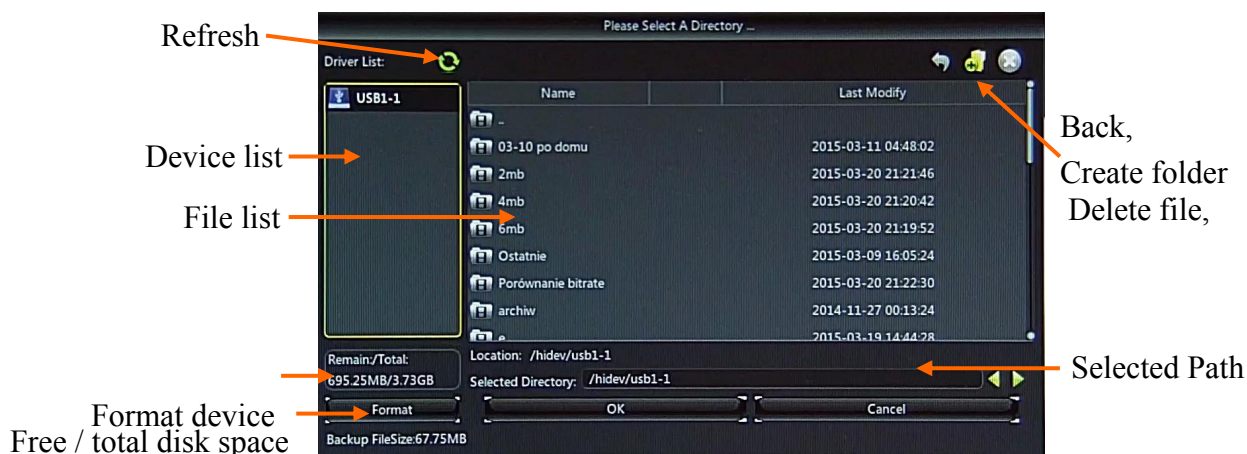 Please Select A Directory ...
Refresh
Driver List:
USB1-1
Name Last Modify
..
03-10 po domu 2015-03-11 04:48:02
2mb 2015-03-20 21:21:46
4mb 2015-03-20 21:20:42
6mb 2015-03-20 21:19:52
Ostatnie 2015-03-09 16:05:24
Porównanie bitrate 2015-03-20 21:22:30
archiw 2014-11-27 00:13:24
e 2015-03-19 14:44:28
Device list
File list
Back,
Create folder
Delete file,
Remain:/Total:
695.25MB/3.73GB
Location: /hidev/usb1-1
Selected Directory: /hidev/usb1-1
Selected Path
Format
OK
Cancel
Format device
Free / total disk space
Backup FileSize:67.75MB